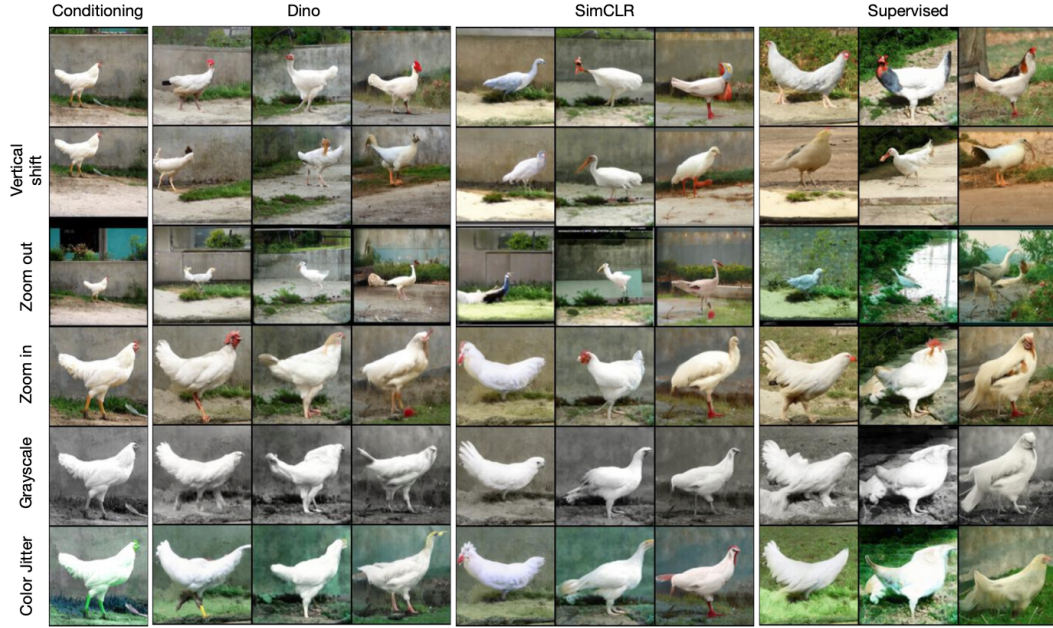 Conditioning Dino SimCLR Supervised
Vertical
shift
Zoom out
Zoom in
Grayscale
Color Jitter